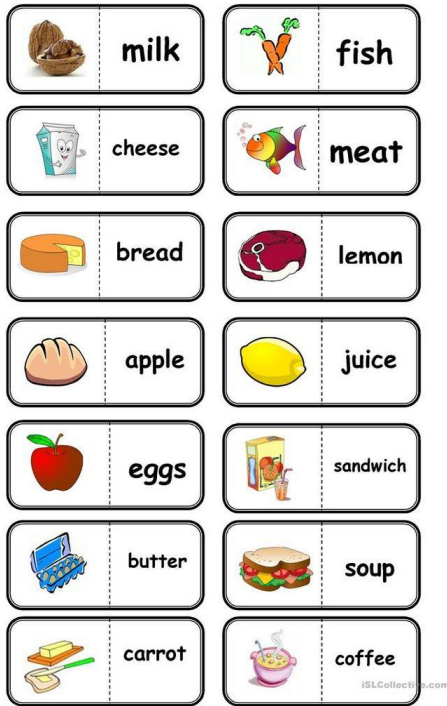 milk
fish
cheese
meat
bread
lemon
apple
juice
eggs
sandwich
butter
soup
carrot
coffee
iSLCollective.com